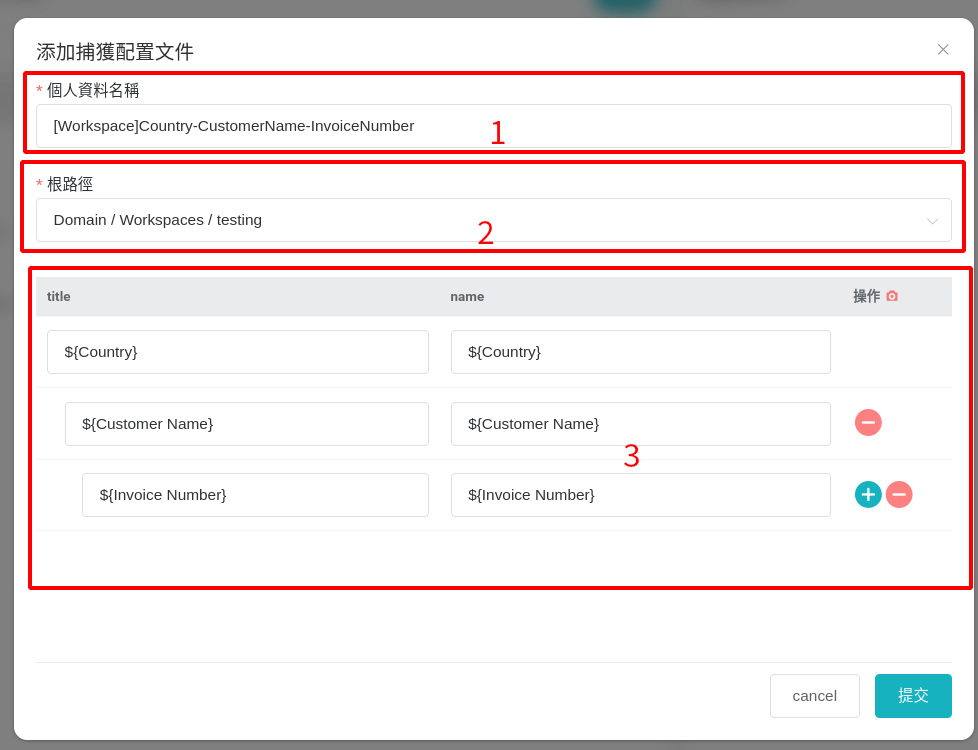 添加捕獲配置文件
* 個人資料名稱
[Workspace]Country-CustomerName-InvoiceNumber
1
* 根路徑
Domain / Workspaces / testing
2
title name 操作
${Country} ${Country}
${Customer Name} ${Customer Name}
3
${Invoice Number} ${Invoice Number}
cancel 提交